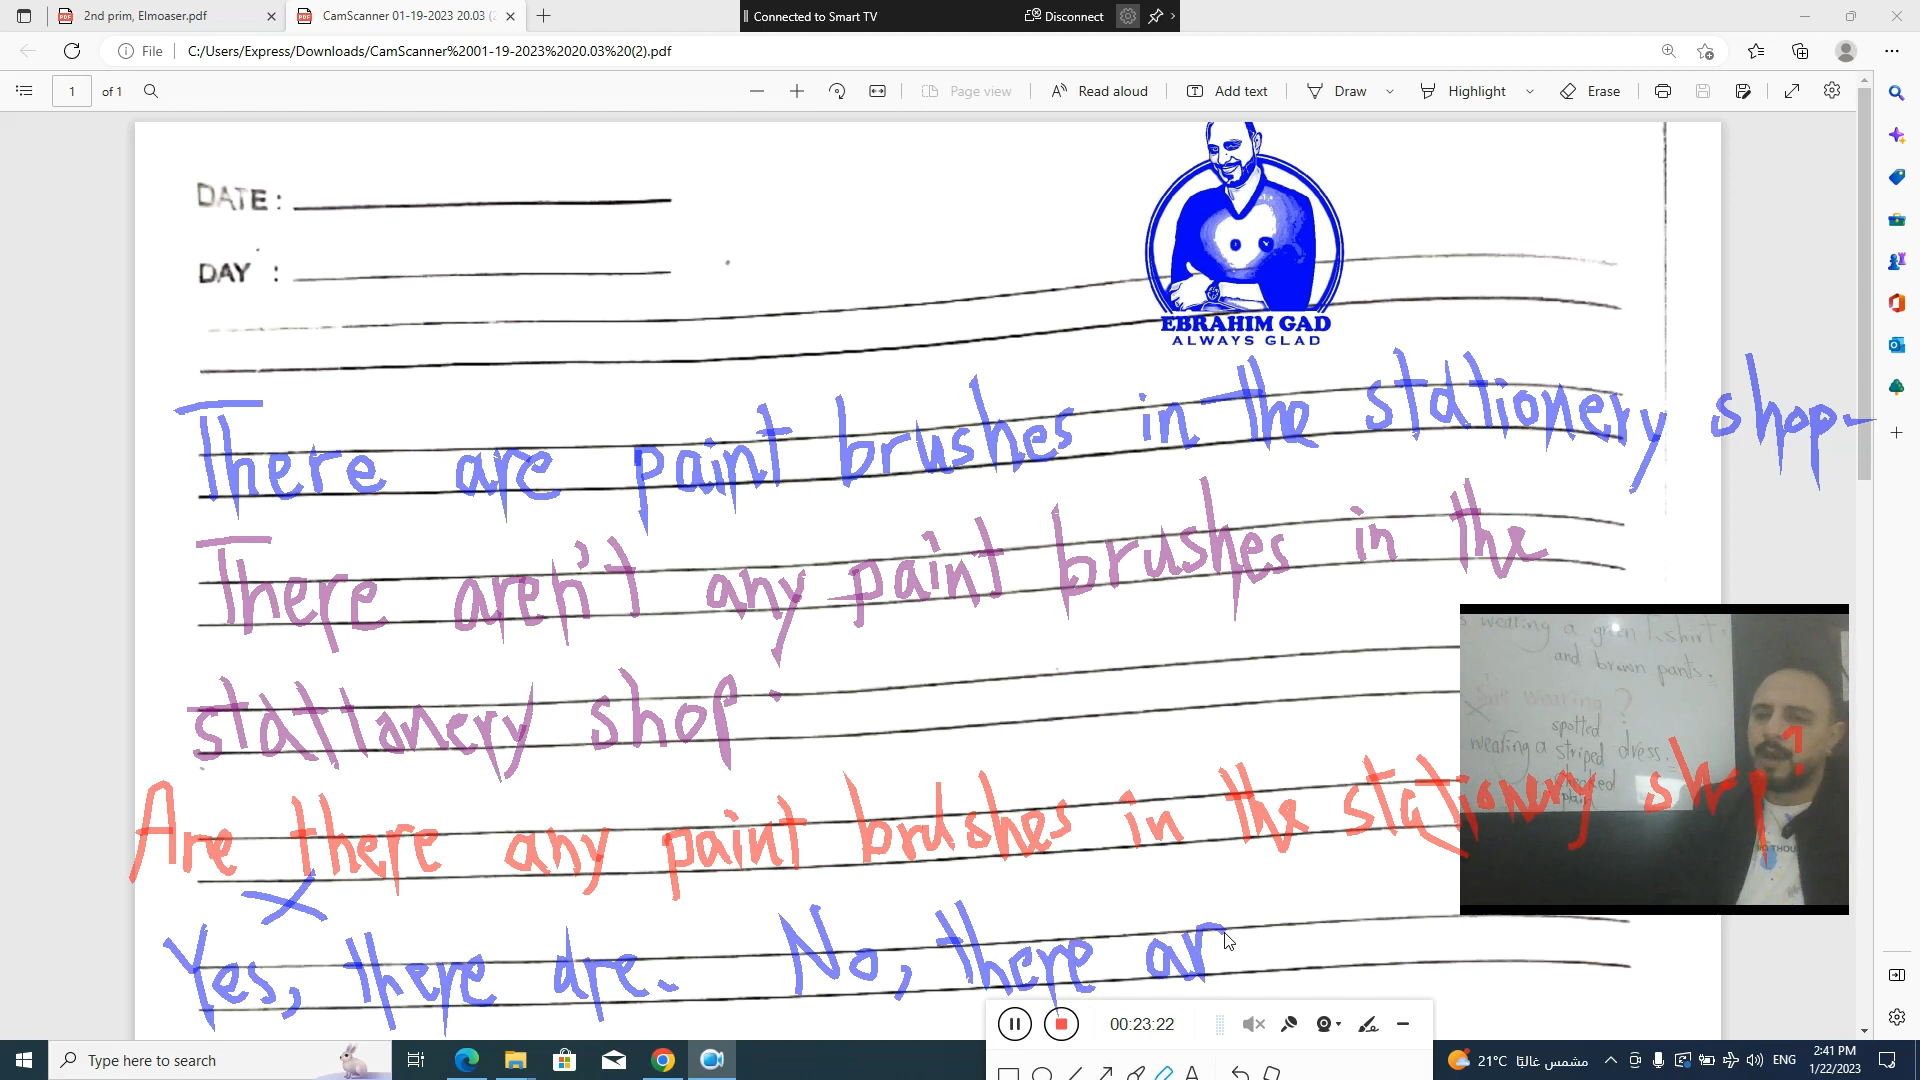 2nd prim, Elmoaser.pdf
CamScanner 01-19-2023 20.03 (
Connected to Smart TV
Disconnect
File
C:/Users/Express/Downloads/CamScanner%2001-19-2023%2020.03%20(2).pdf
1 of 1
Page view
Read aloud
Add text
Draw
Highlight
Erase
DATE :
DAY :
EBRAHIM GAD
ALWAYS GLAD
There are paint brushes in the stationery shop.
There aren't any paint brushes in the
stationery shop.
wearing a green T.shirt
and brown pants.
wearing ?
spotted
wearing a striped dress.
checked
plain
Are there any paint brushes in the stationery shop?
Yes, there are. No, there ar
00:23:22
Type here to search
21°C مشمس غالبًا
ENG
2:41 PM
1/22/2023